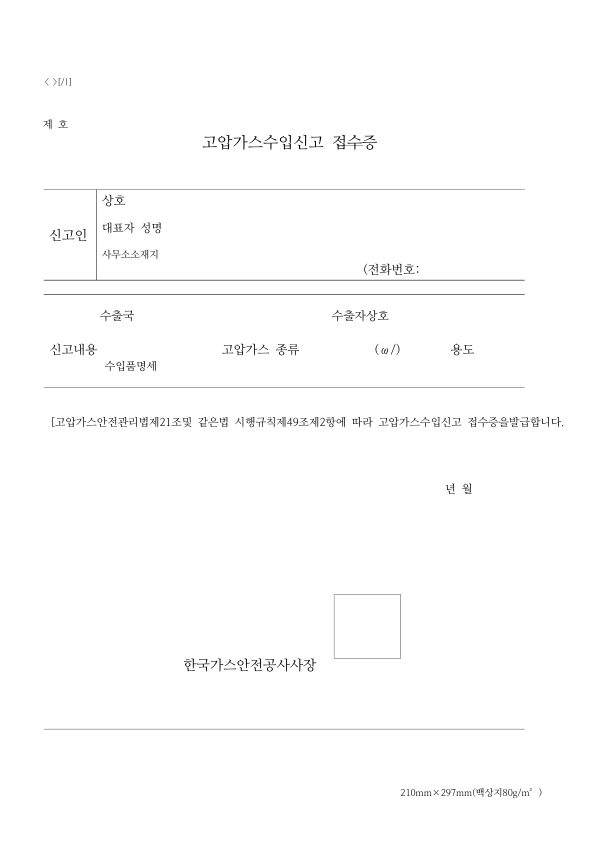 〈 〉[/ㅣ]
제 호
고압가스수입신고 접수증
상호
대표자 성명
신고인
사무소소재지
(전화번호:
수출국 수출자상호
신고내용 고압가스 종류 (ω/) 용도
수입품명세
[고압가스안전관리법제21조및 같은법 시행규칙제49조제2항에 따라 고압가스수입신고 접수증을발급합니다.
년 월
한국가스안전공사사장
210mm×297mm(백상지80g/㎡ )